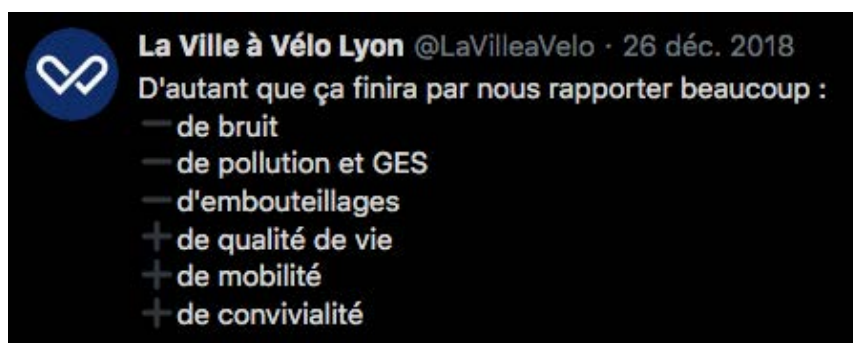 La Ville à Vélo Lyon @LaVilleaVelo · 26 déc. 2018
D'autant que ça finira par nous rapporter beaucoup :
➖de bruit
➖de pollution et GES
➖d'embouteillages
➕de qualité de vie
➕de mobilité
➕de convivialité